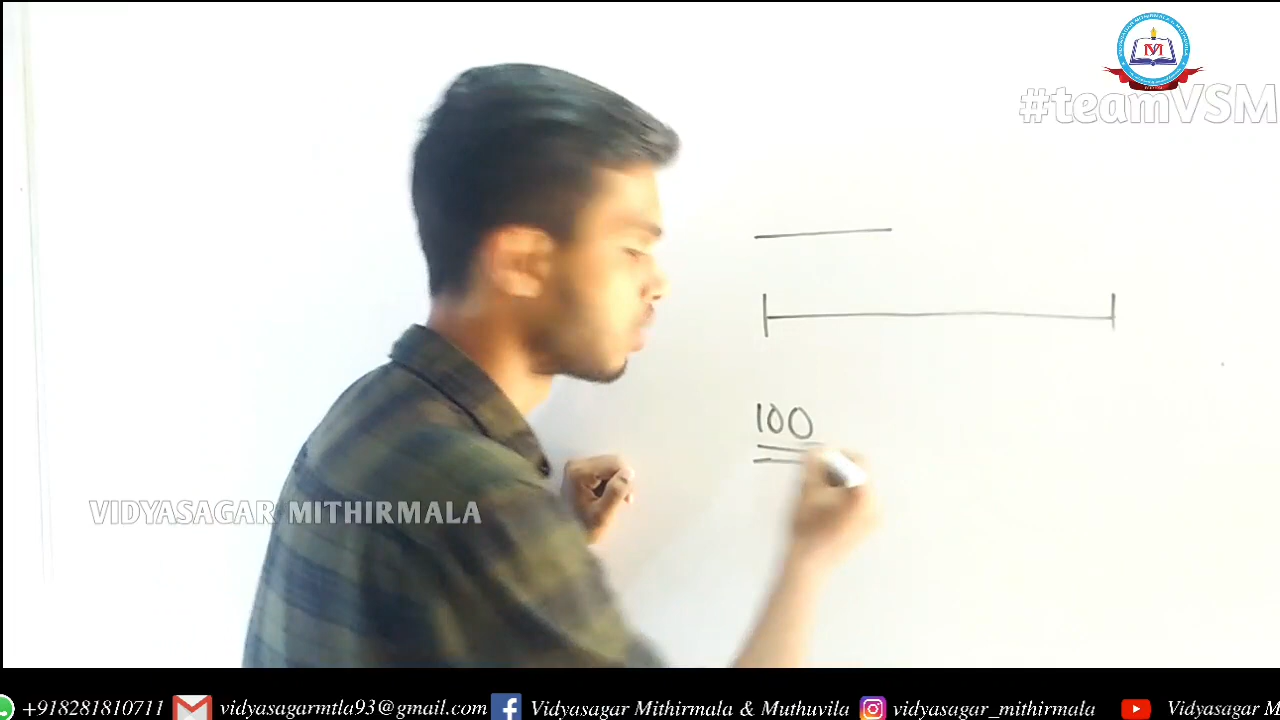 #teamVSM
100
VIDYASAGAR MITHIRMALA
+918281810711 vidyasagarmtla93@gmail.com Vidyasagar Mithirmala & Muthuvila vidyasagar_mithirmala Vidyasagar M